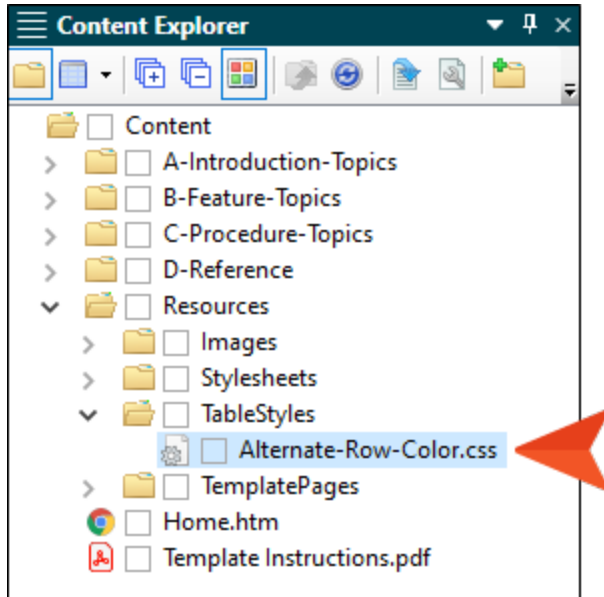 Content Explorer
Content
A-Introduction-Topics
B-Feature-Topics
C-Procedure-Topics
D-Reference
Resources
Images
Stylesheets
TableStyles
Alternate-Row-Color.css
TemplatePages
Home.htm
Template Instructions.pdf